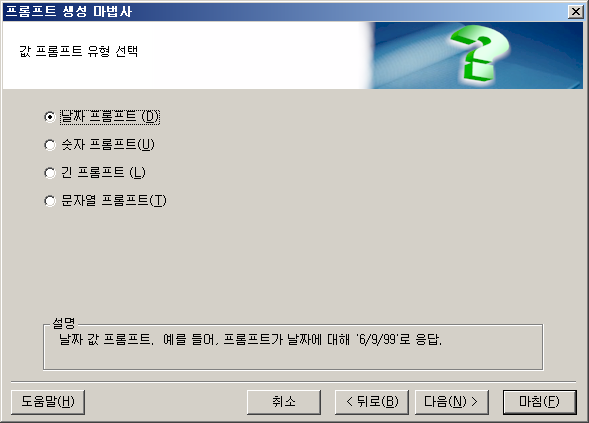 프롬프트 생성 마법사
값 프롬프트 유형 선택
날짜 프롬프트 (D)
숫자 프롬프트(U)
긴 프롬프트 (L)
문자열 프롬프트(T)
설명
날짜 값 프롬프트. 예를 들어, 프롬프트가 날짜에 대해 '6/9/99'로 응답.
도움말(H) 취소 < 뒤로(B) 다음(N) > 마침(F)